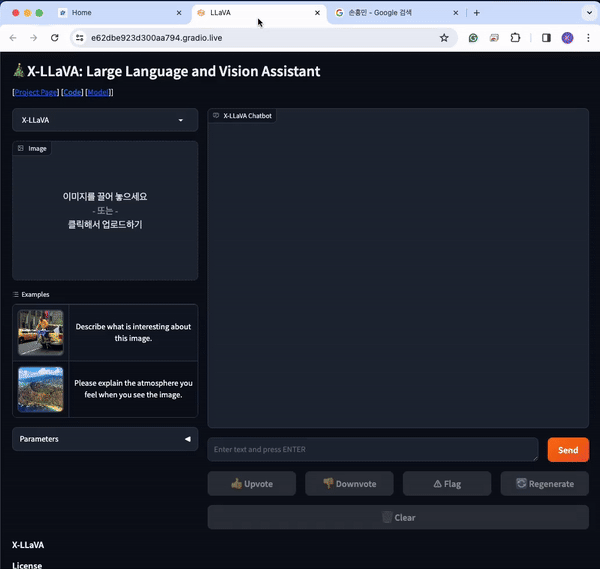 Home
LLaVA
손흥민 - Google 검색
e62dbe923d300aa794.gradio.live
X-LLaVA: Large Language and Vision Assistant
[Project Page] [Code] [Model]]
X-LLaVA
Image
이미지를 끌어 놓으세요
- 또는 -
클릭해서 업로드하기
Examples
Describe what is interesting about
this image.
Please explain the atmosphere you
feel when you see the image.
Parameters
X-LLaVA Chatbot
Enter text and press ENTER
Send
Upvote
Downvote
Flag
Regenerate
Clear
X-LLaVA
License